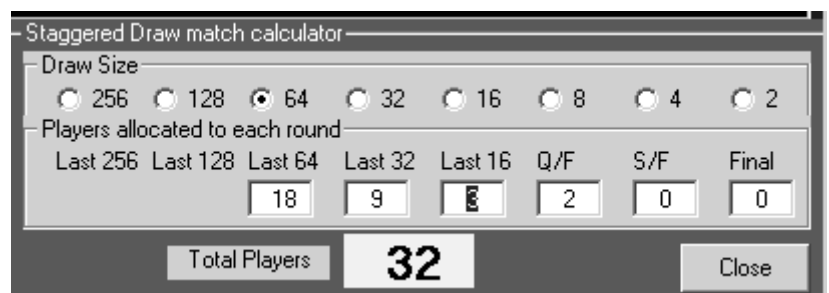 Staggered Draw match calculator
Draw Size
256 128 64 32 16 8 4 2
Players allocated to each round
Last 256 Last 128 Last 64 Last 32 Last 16 Q/F S/F Final
18 9 3 2 0 0
Total Players 32 Close